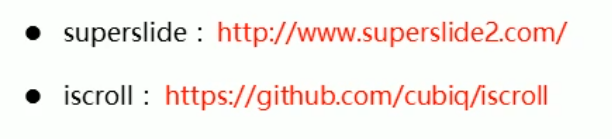 ● superslide : http://www.superslide2.com/
● iscroll : https://github.com/cubiq/iscroll